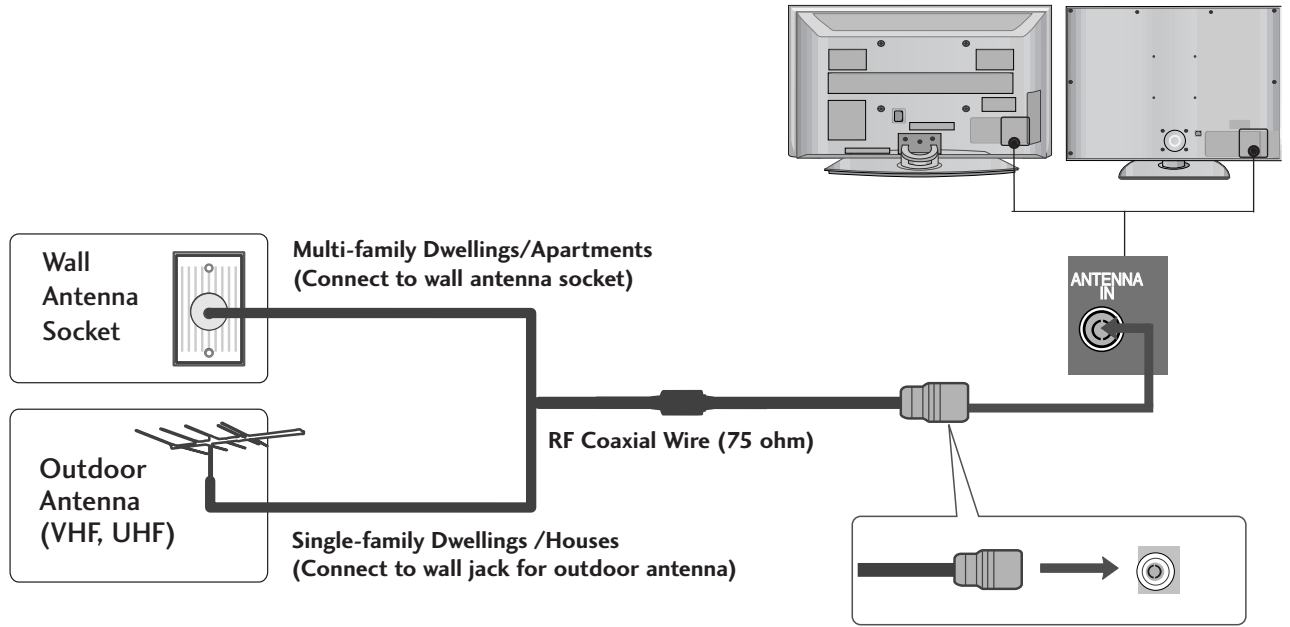 Wall
Antenna
Socket
Multi-family Dwellings/Apartments
(Connect to wall antenna socket)
ANTENNA
IN
RF Coaxial Wire (75 ohm)
Outdoor
Antenna
(VHF, UHF)
Single-family Dwellings /Houses
(Connect to wall jack for outdoor antenna)